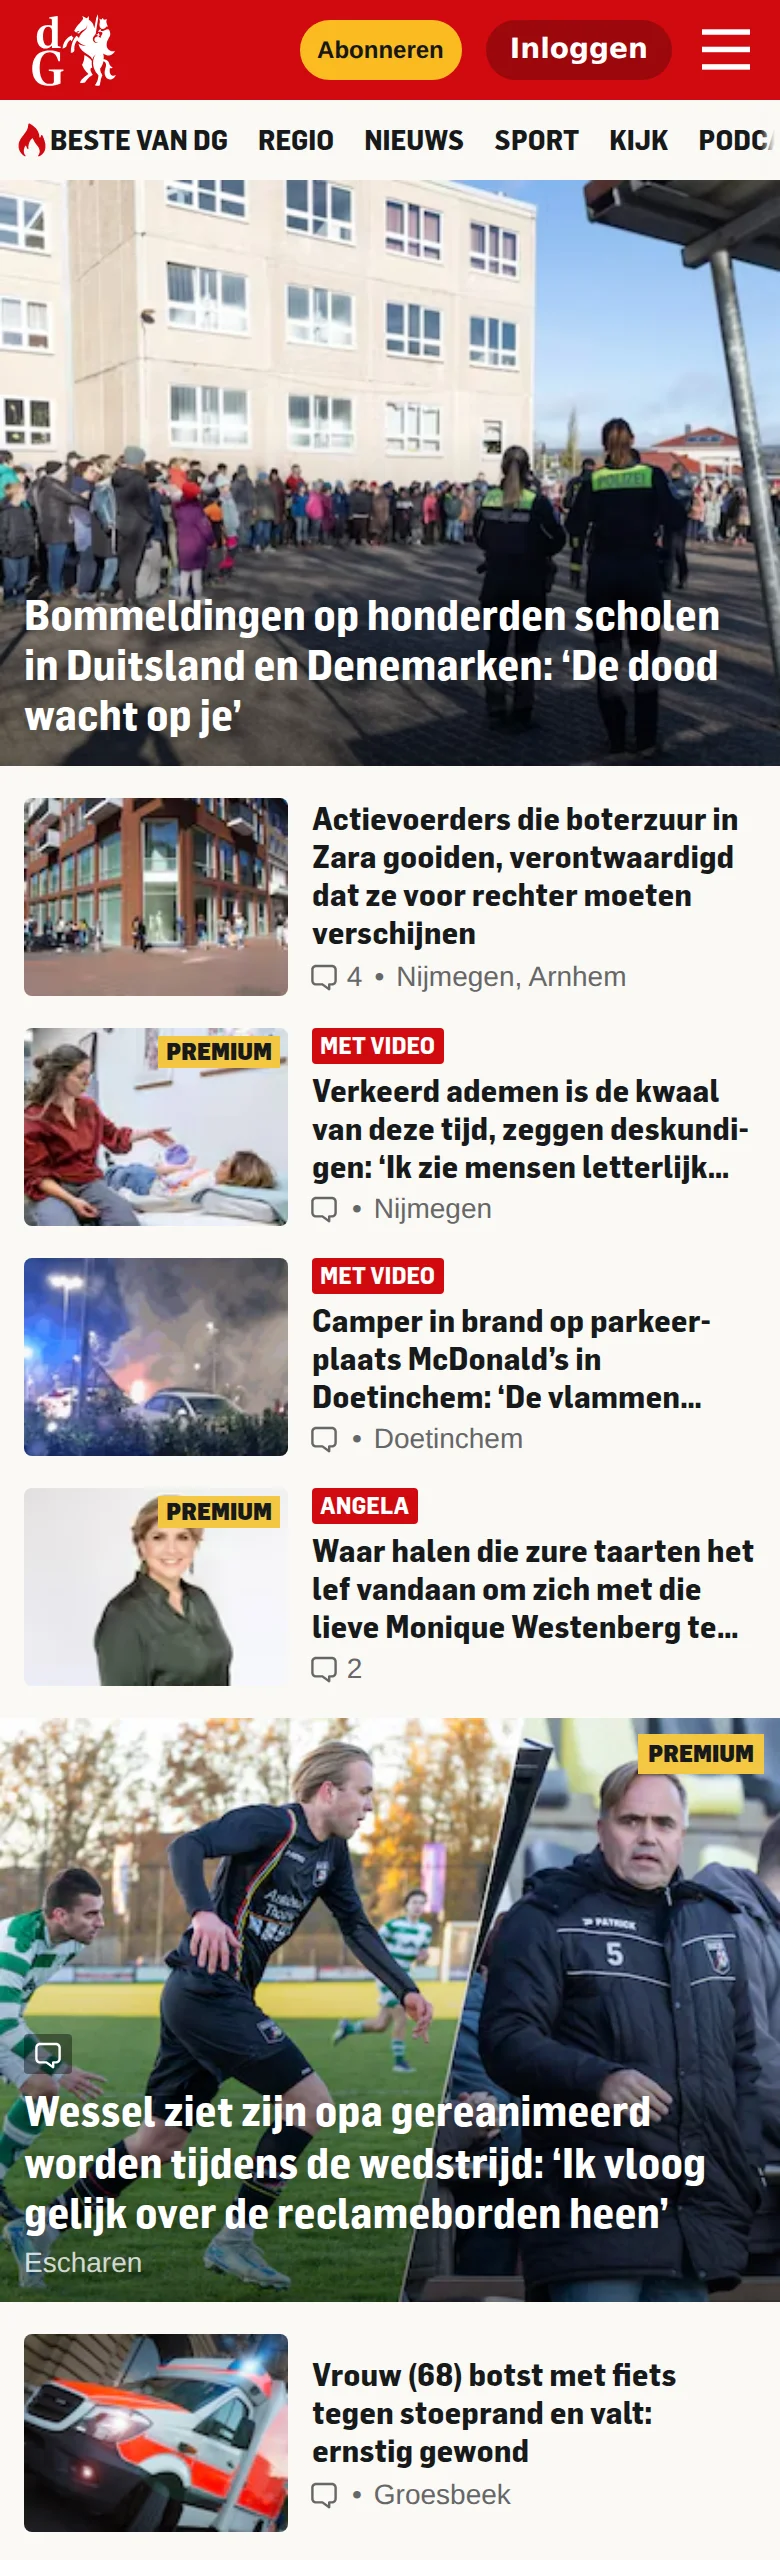 dG
Abonneren
Inloggen
BESTE VAN DG REGIO NIEUWS SPORT KIJK PODCA
Bommeldingen op honderden scholen
in Duitsland en Denemarken: ‘De dood
wacht op je’
Actievoerders die boterzuur in
Zara gooiden, verontwaardigd
dat ze voor rechter moeten
verschijnen
4 • Nijmegen, Arnhem
PREMIUM
MET VIDEO
Verkeerd ademen is de kwaal
van deze tijd, zeggen deskundi-
gen: ‘Ik zie mensen letterlijk...
• Nijmegen
MET VIDEO
Camper in brand op parkeer-
plaats McDonald’s in
Doetinchem: ‘De vlammen...
• Doetinchem
PREMIUM
ANGELA
Waar halen die zure taarten het
lef vandaan om zich met die
lieve Monique Westenberg te...
2
PREMIUM
PATRICK
5
Wessel ziet zijn opa gereanimeerd
worden tijdens de wedstrijd: ‘Ik vloog
gelijk over de reclameborden heen’
Escharen
Vrouw (68) botst met fiets
tegen stoeprand en valt:
ernstig gewond
• Groesbeek